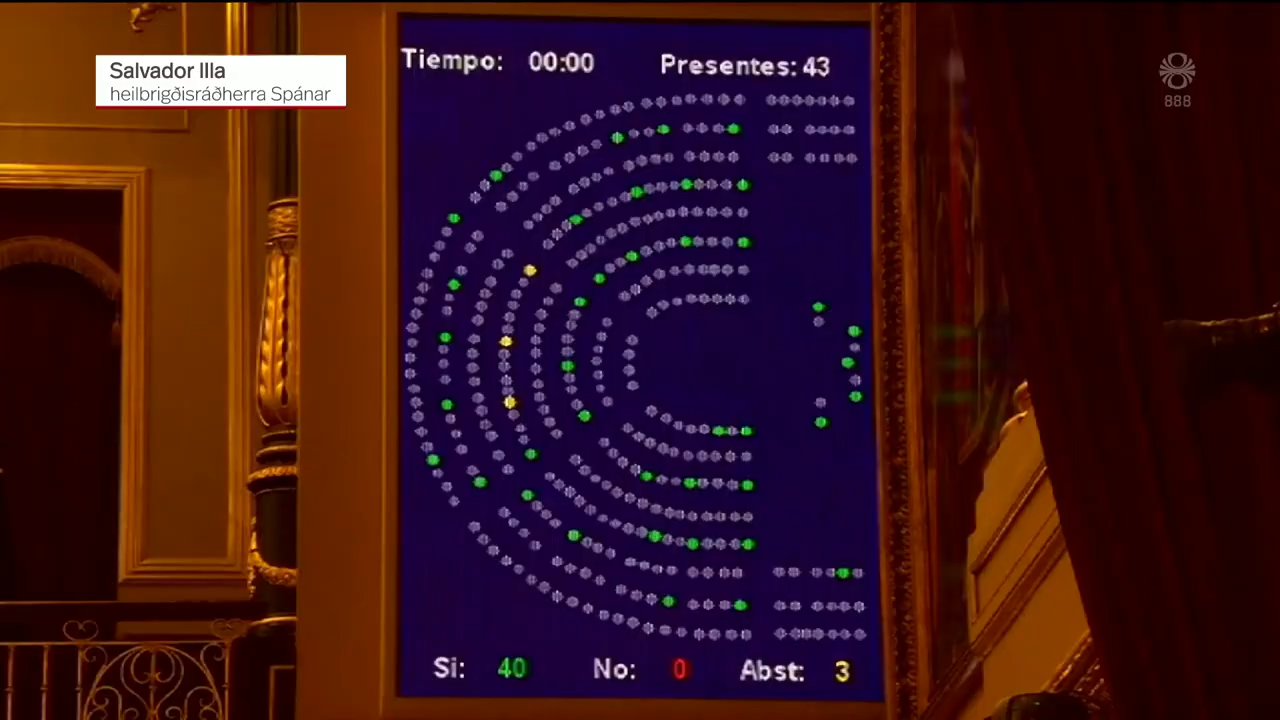 Tiempo: 00:00 Presentes: 43
Salvador Illa
heilbrigðisráðherra Spánar
888
Si: 40 No: 0 Abst: 3